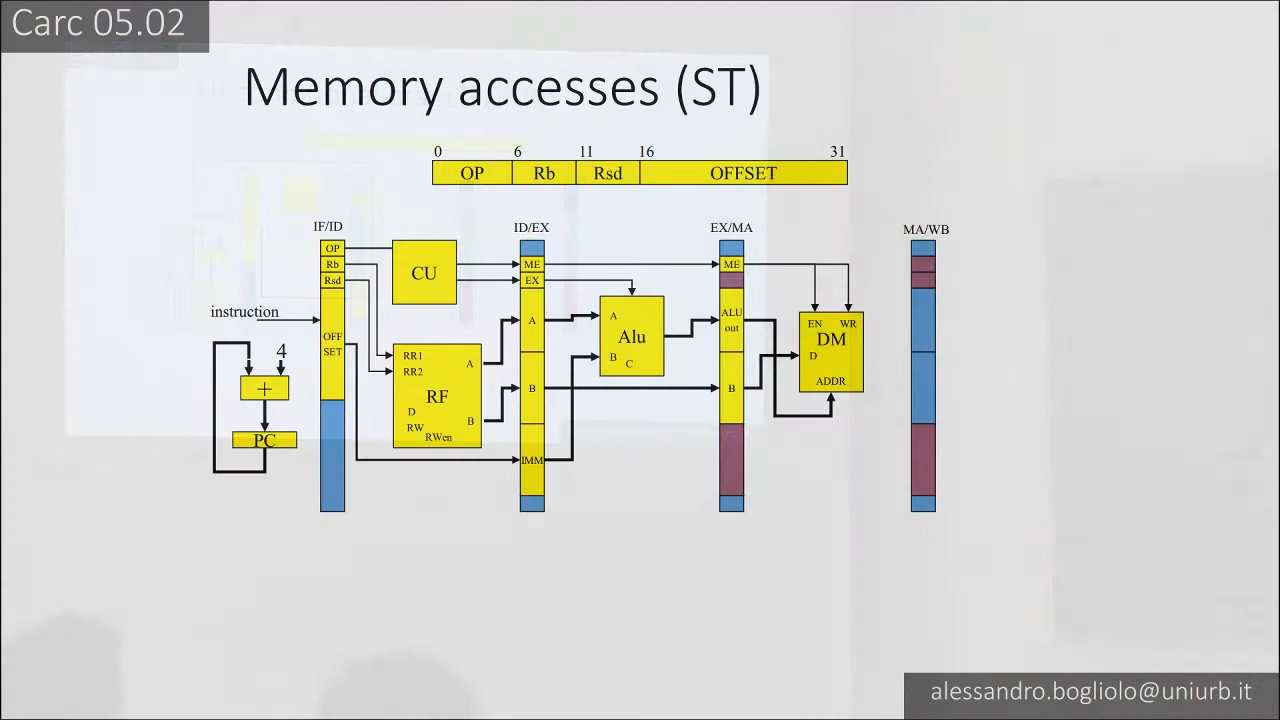 Carc 05.02
Memory accesses (ST)
0 6 11 16 31
OP Rb Rsd OFFSET
IF/ID ID/EX EX/MA MA/WB
OP
Rb
Rsd
OFF
SET
instruction
4
+
PC
CU
RR1
RR2
RF
A
D
RW
RWen
B
ME
EX
A
B
IMM
A
Alu
B
C
ME
ALU
out
B
EN WR
DM
D
ADDR
alessandro.bogliolo@uniurb.it